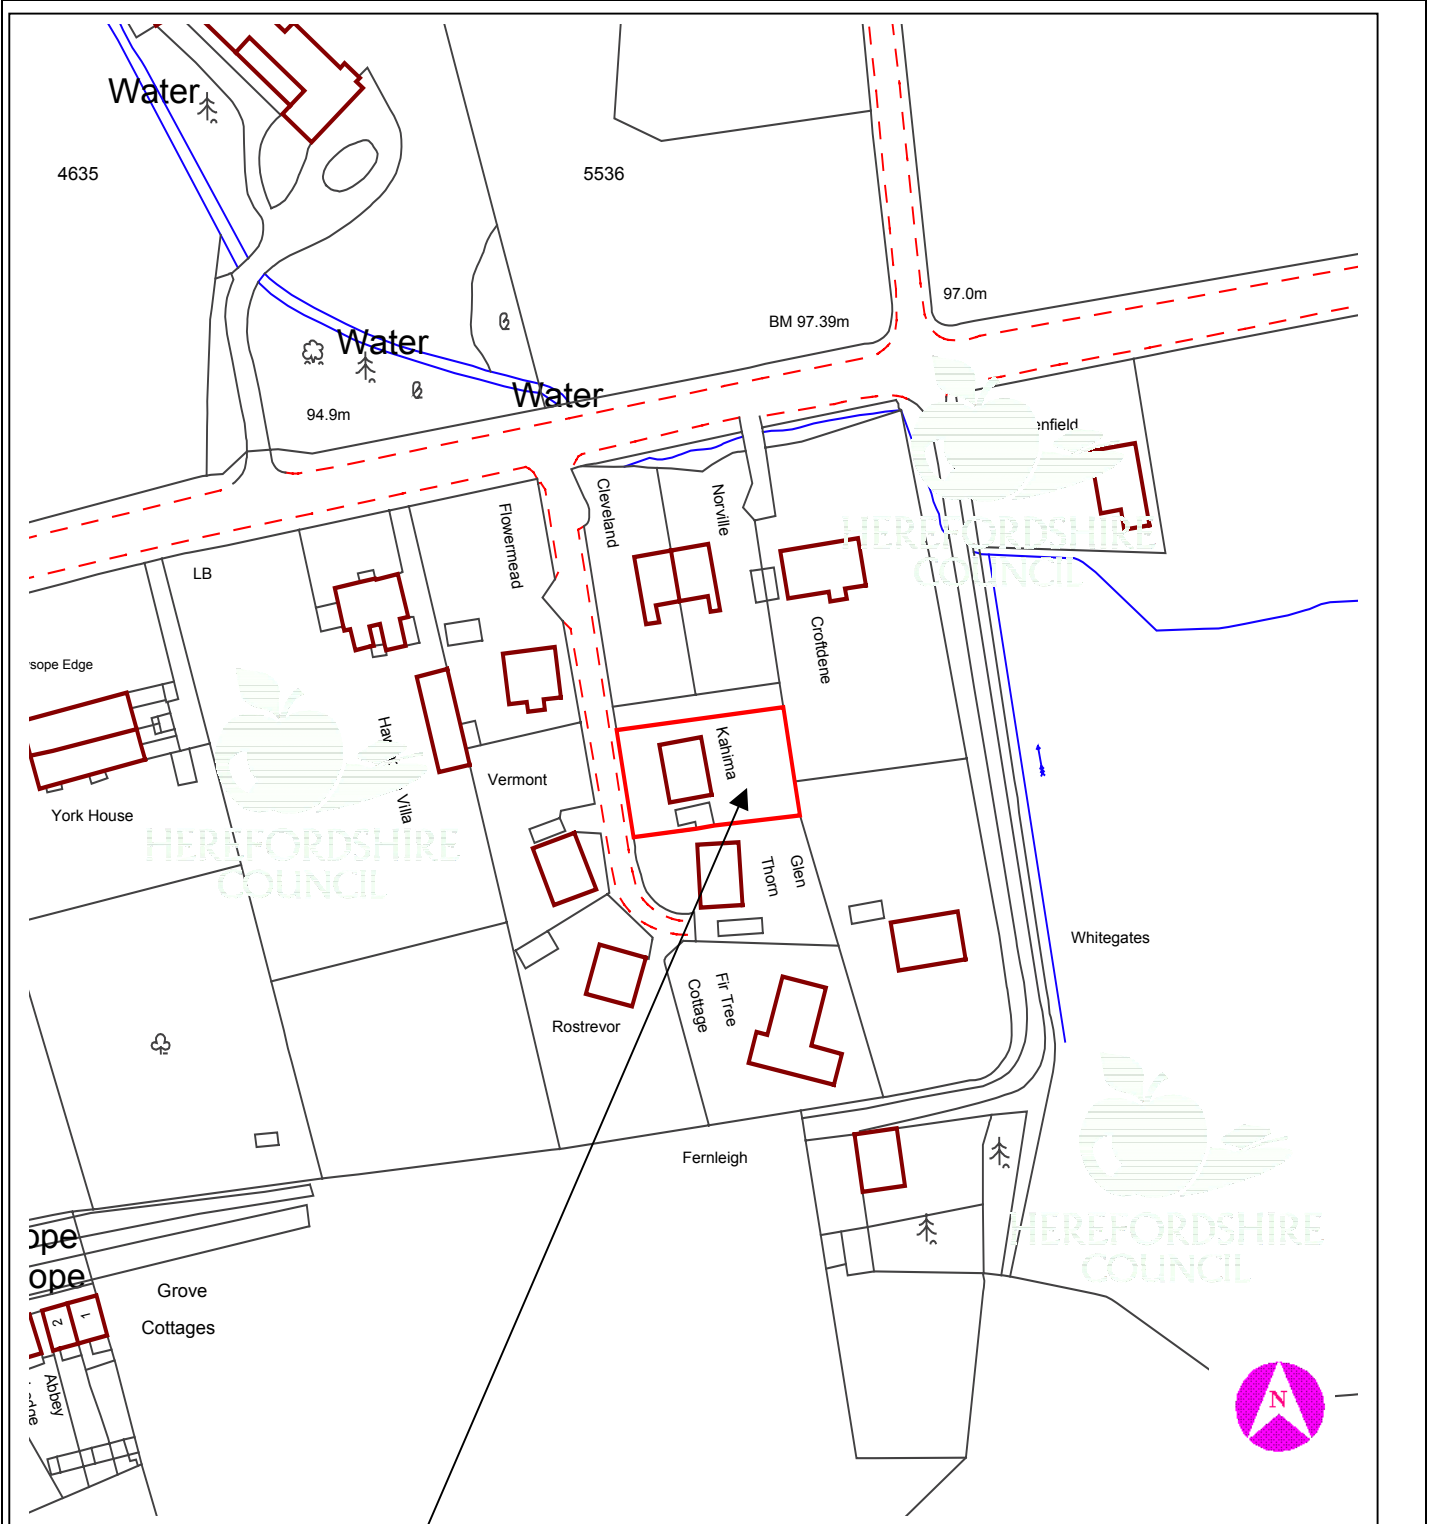 Water
4635
5536
97.0m
BM 97.39m
Water
Water
94.9m
enfield
Flowermead
Cleveland
Norville
HEREFORDSHIRE
COUNCIL
LB
Croftdene
sope Edge
Kahima
Villa
Vermont
York House
HEREFORDSHIRE
COUNCIL
Glen
Thorn
Whitegates
Fir Tree
Cottage
Rostrevor
Fernleigh
HEREFORDSHIRE
COUNCIL
ope
ope
Grove
Cottages
2
1
Abbey
N